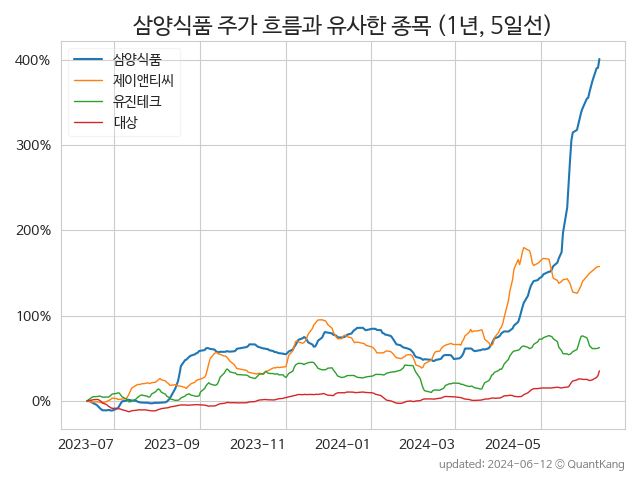 삼양식품 주가 흐름과 유사한 종목 (1년, 5일선)
400%
300%
200%
100%
0%
삼양식품
제이앤티씨
유진테크
대상
2023-07 2023-09 2023-11 2024-01 2024-03 2024-05
updated: 2024-06-12 © QuantKang